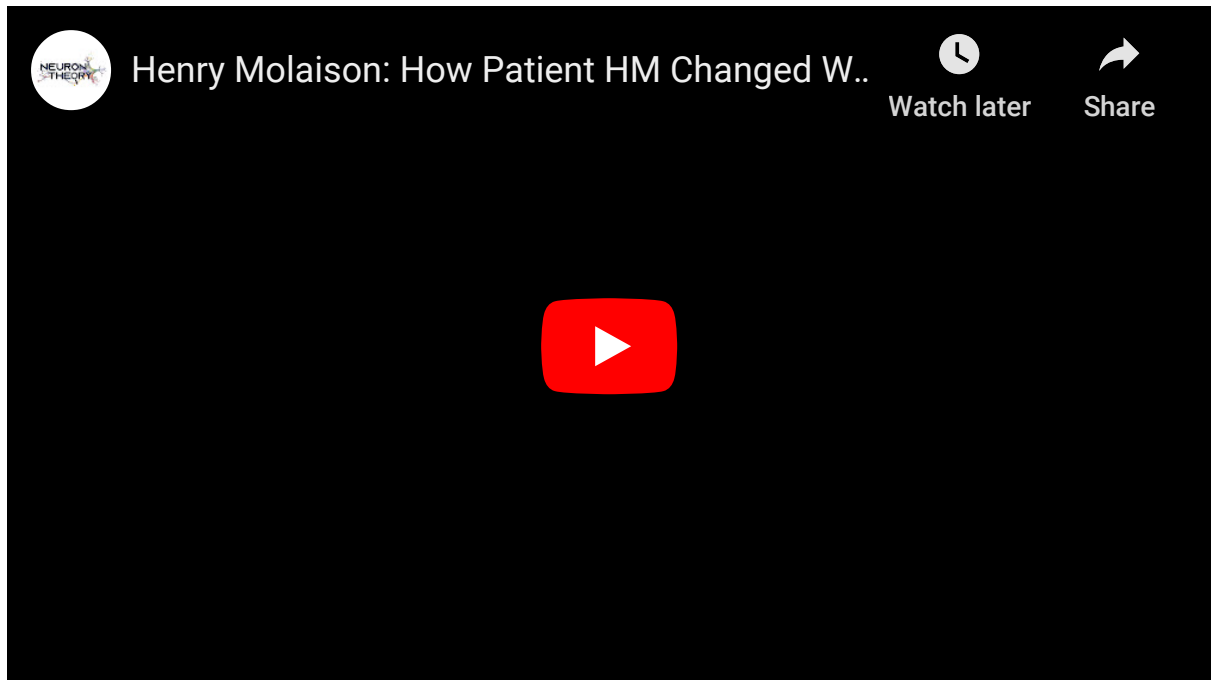 NEURON
THEORY
Henry Molaison: How Patient HM Changed W..
Watch later
Share